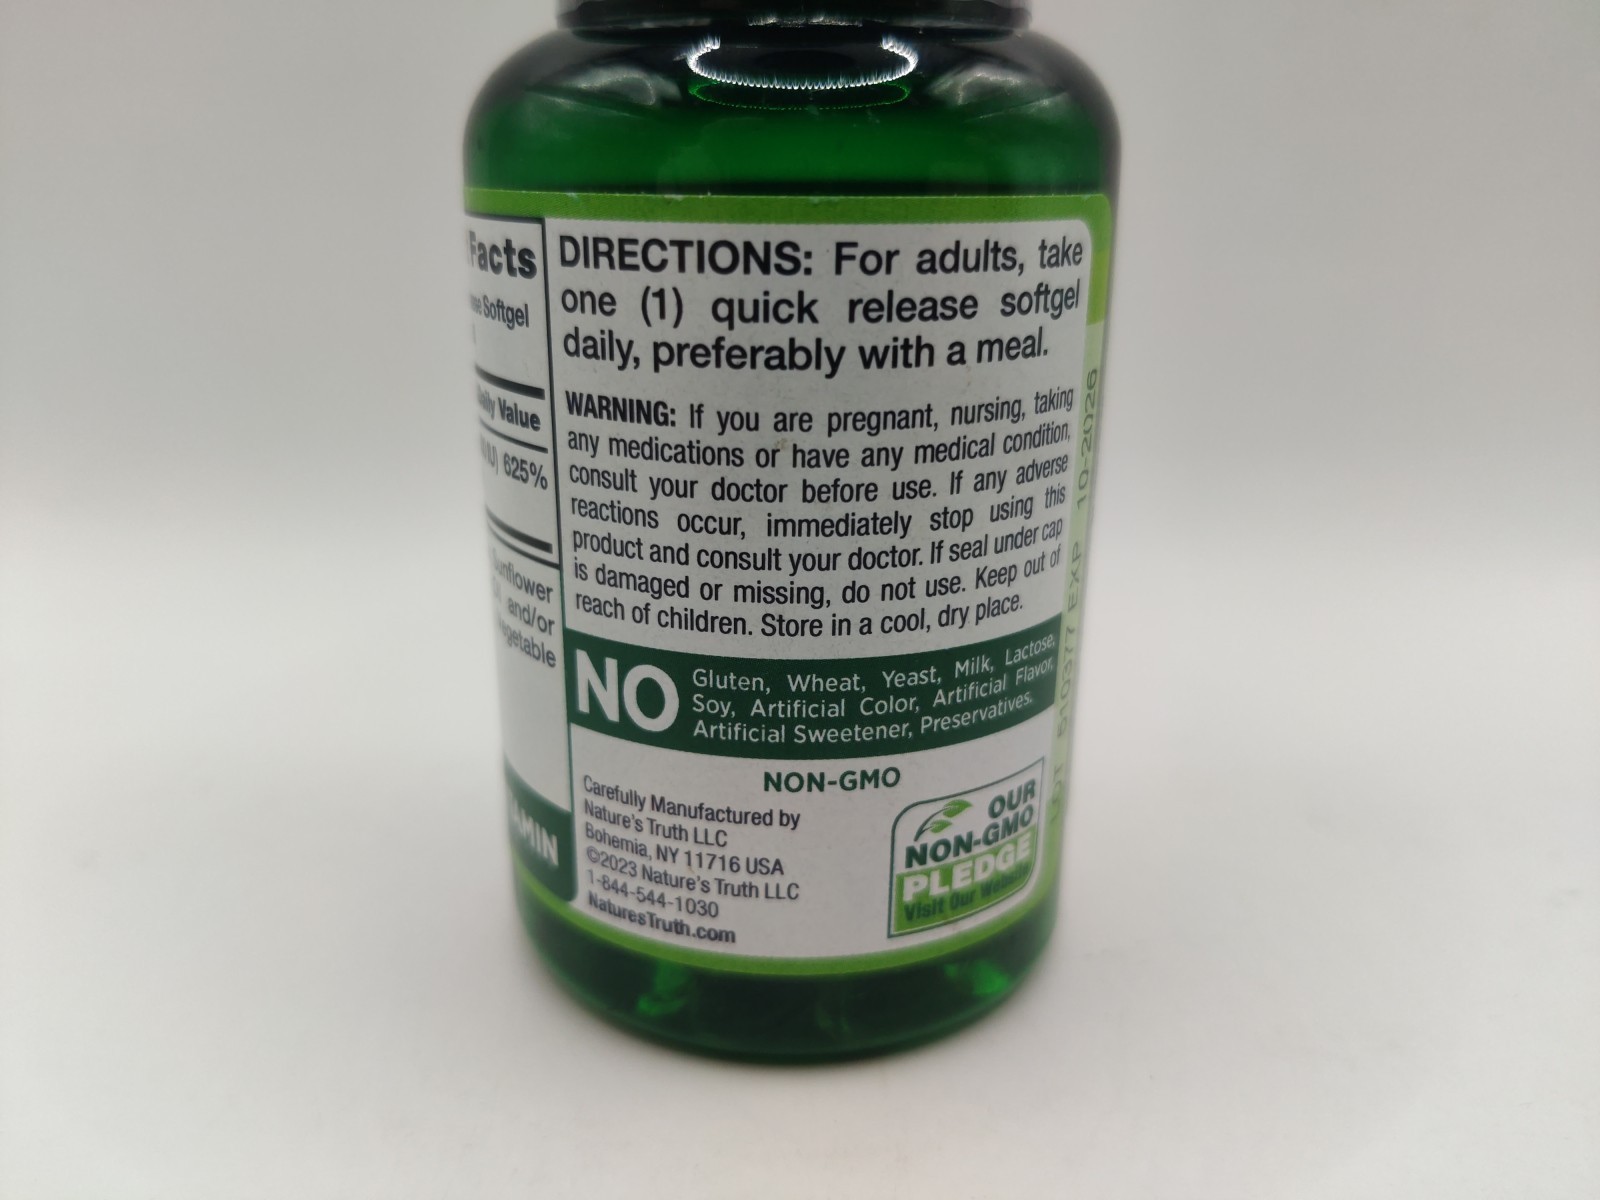 Facts
Softgel
Daily Value
IU) 625%
Sunflower
and/or
DIRECTIONS: For adults, take
one (1) quick release softgel
daily, preferably with a meal.
WARNING: If you are pregnant, nursing, taking
any medications or have any medical condition,
consult your doctor before use. If any adverse
reactions occur, immediately stop using this
product and consult your doctor. If seal under cap
is damaged or missing, do not use. Keep out of
reach of children. Store in a cool, dry place.
NO
Gluten, Wheat, Yeast, Milk, Lactose,
Soy, Artificial Color, Artificial Flavor,
Artificial Sweetener, Preservatives.
NON-GMO
Carefully Manufactured by
Nature's Truth LLC
Bohemia, NY 11716 USA
©2023 Nature's Truth LLC
1-844-544-1030
NaturesTruth.com
OUR
NON-GMO
PLEDGE
Visit Our Website
EXP 10-2026